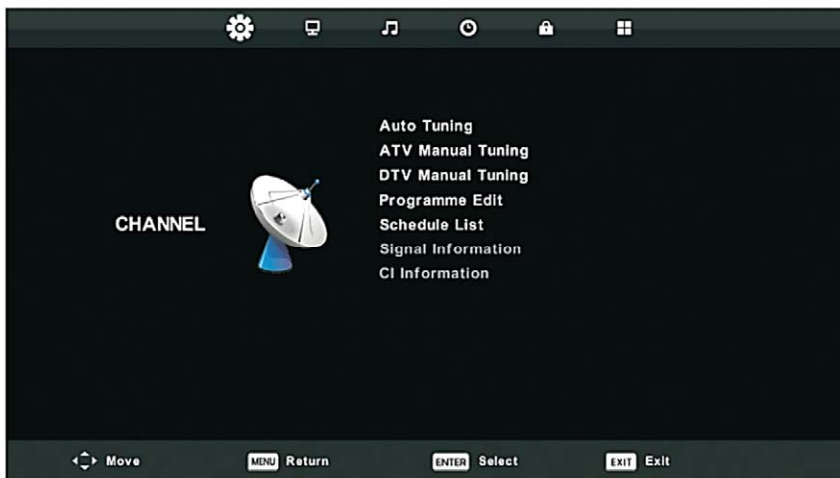 Auto Tuning
ATV Manual Tuning
DTV Manual Tuning
Programme Edit
CHANNEL
Schedule List
Signal Information
CI Information
Move MENU Return ENTER Select EXIT Exit